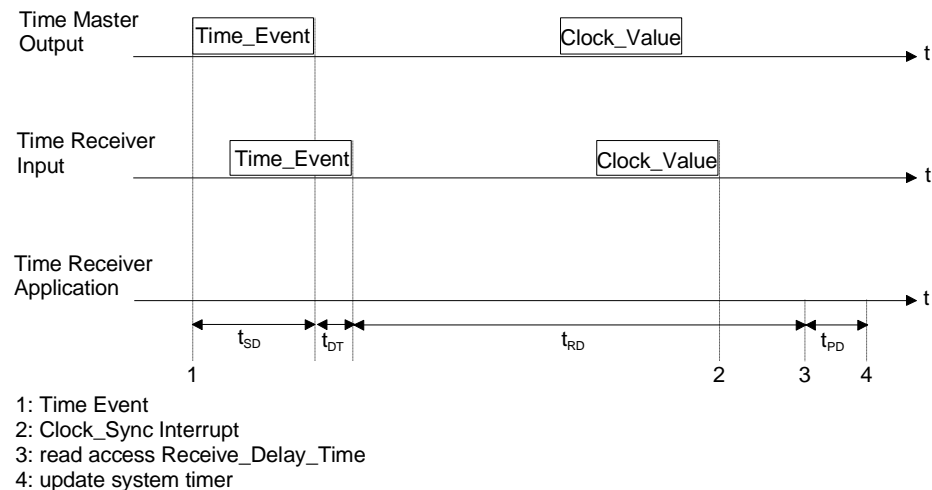 Time Master
Output
Time_Event
Clock_Value
t
Time Receiver
Input
Time_Event
Clock_Value
t
Time Receiver
Application
t
tSD
tDT
tRD
tPD
1
2
3
4
1: Time Event
2: Clock_Sync Interrupt
3: read access Receive_Delay_Time
4: update system timer